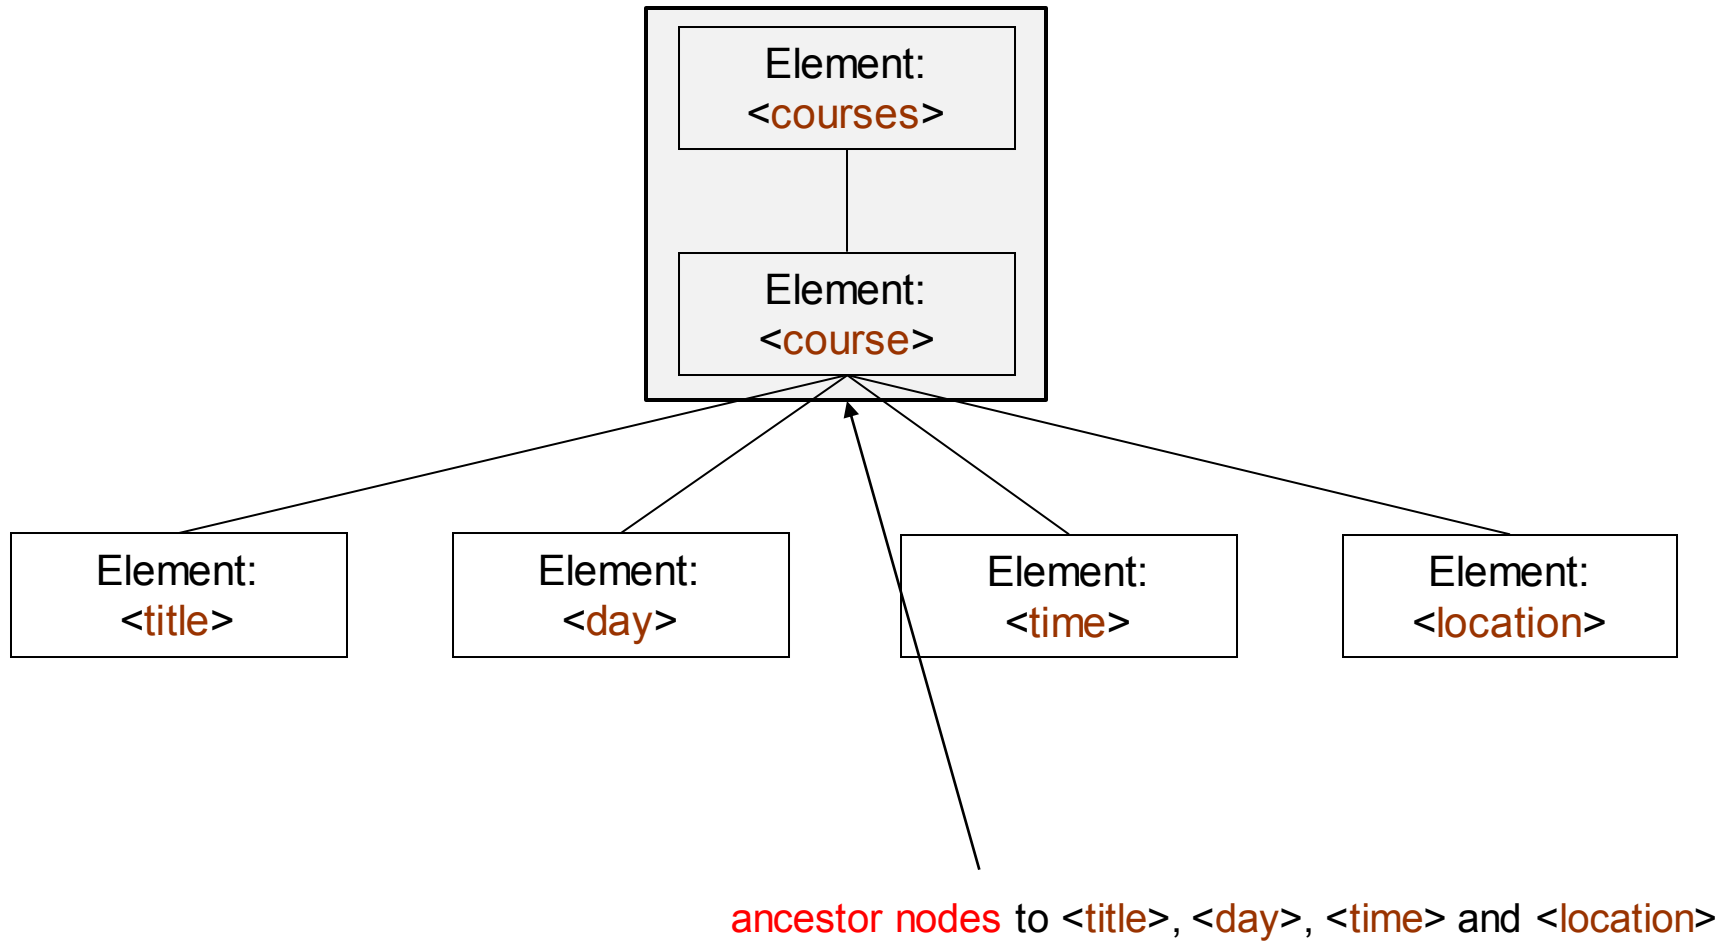 Element:
<courses>
Element:
<course>
Element:
<title>
Element:
<day>
Element:
<time>
Element:
<location>
ancestor nodes to <title>, <day>, <time> and <location>